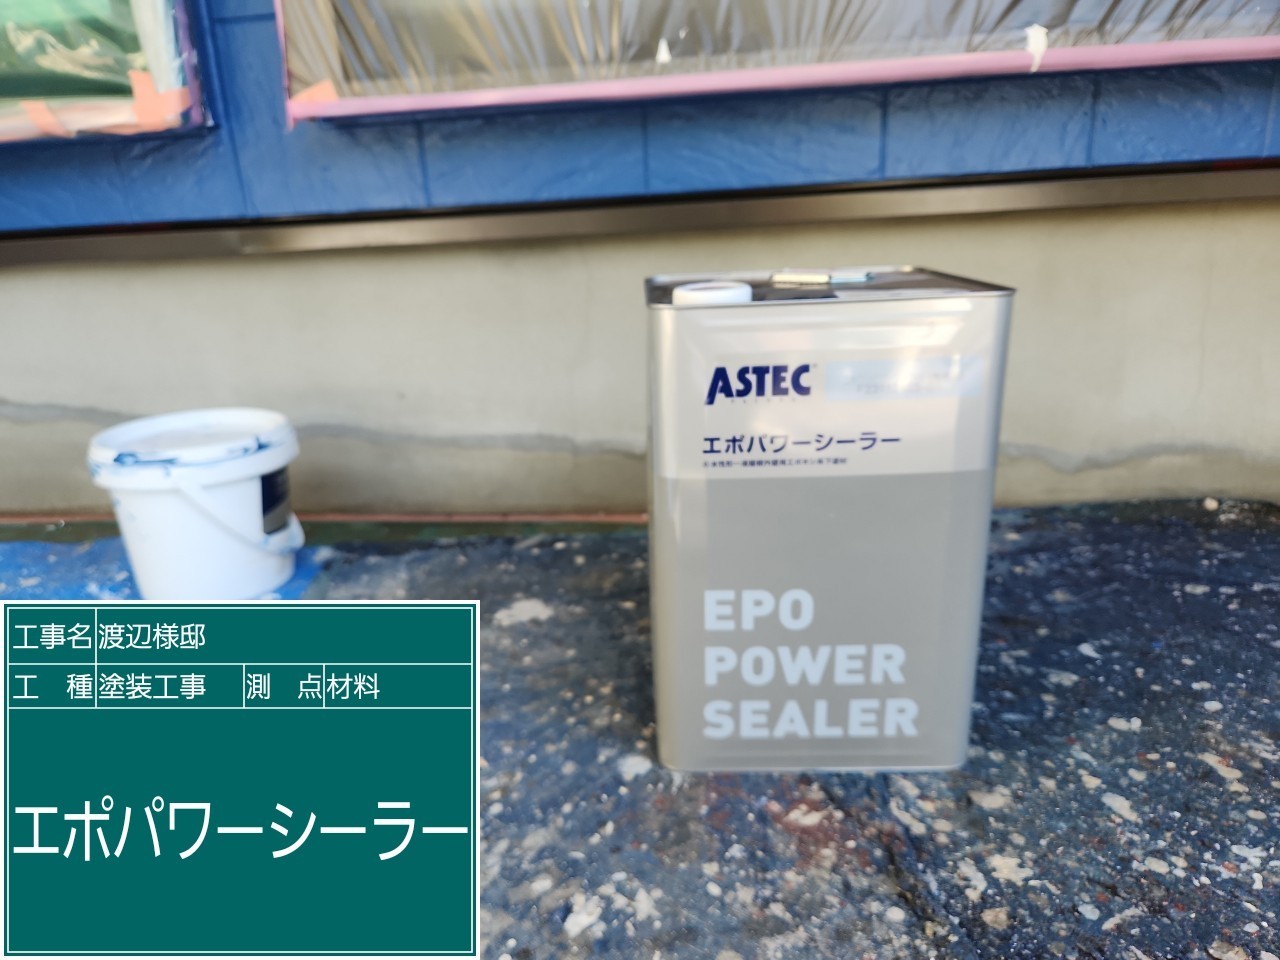 ASTEC
エポパワーシーラー
EPO
POWER
SEALER
工事名 渡辺様邸
工 種 塗装工事 測 点 材料
エポパワーシーラー